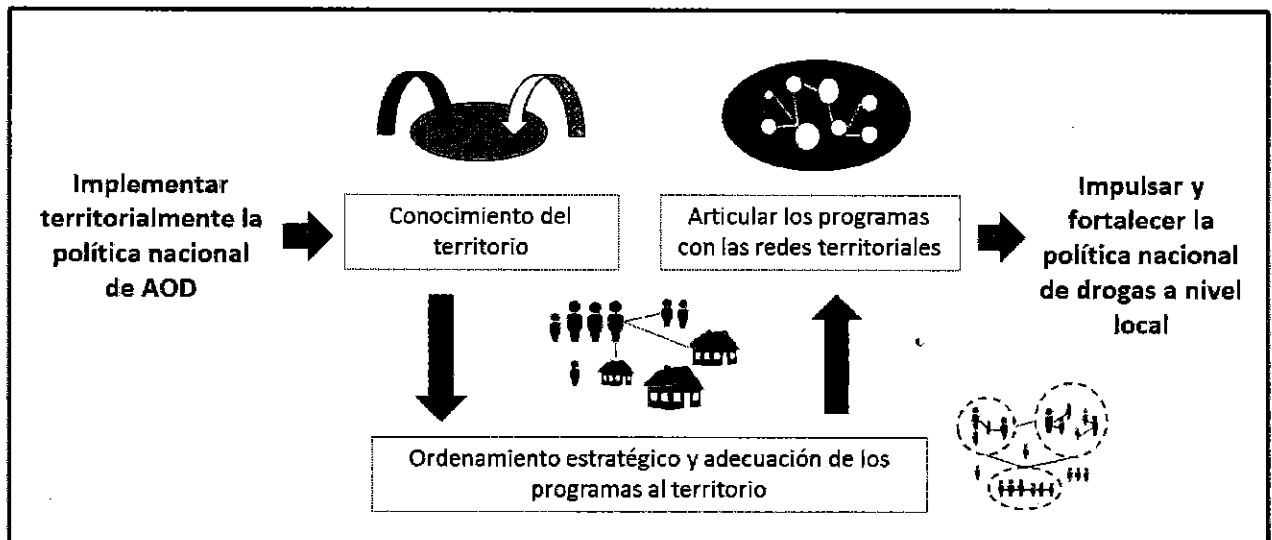 Implementar
territorialmente la
política nacional
de AOD
Conocimiento del
territorio
Ordenamiento estratégico y adecuación de los
programas al territorio
Articular los programas
con las redes territoriales
Impulsar y
fortalecer la
política nacional
de drogas a nivel
local